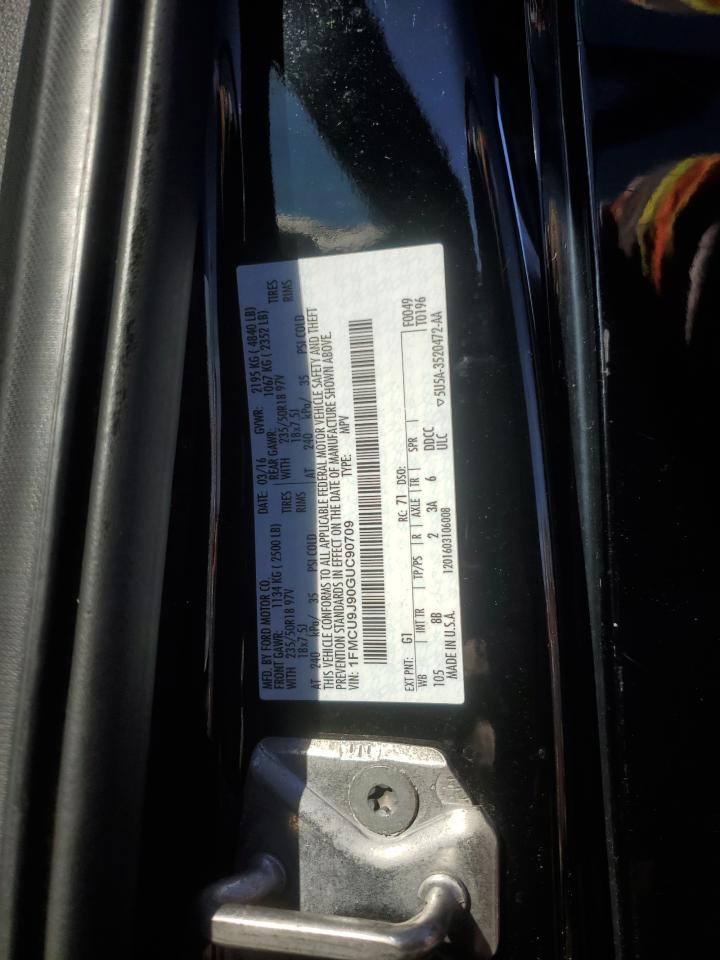 MFD. BY FORD MOTOR CO. DATE: 03/16 GVWR: 2195 KG ( 4840 LB)
FRONT GAWR: 1134 KG ( 2500 LB) REAR GAWR: 1067 KG ( 2352 LB)
WITH 235/50R18 97V TIRES WITH 235/50R18 97V TIRES
18x7.5J RIMS 18x7.5J RIMS
AT 240 kPa/ 35 PSI COLD AT 240 kPa/ 35 PSI COLD
THIS VEHICLE CONFORMS TO ALL APPLICABLE FEDERAL MOTOR VEHICLE SAFETY AND THEFT
PREVENTION STANDARDS IN EFFECT ON THE DATE OF MANUFACTURE SHOWN ABOVE.
VIN: 1FMCU9J90GUC90709 TYPE: MPV
EXT PNT: G1 RC: 71 DSO: F0049
WB INT TR TP/PS R AXLE TR SPR T0196
105 8B 2 3A 6 DDCC
MADE IN U.S.A. 1201603106008 ULC ▽5U5A-3520472-AA